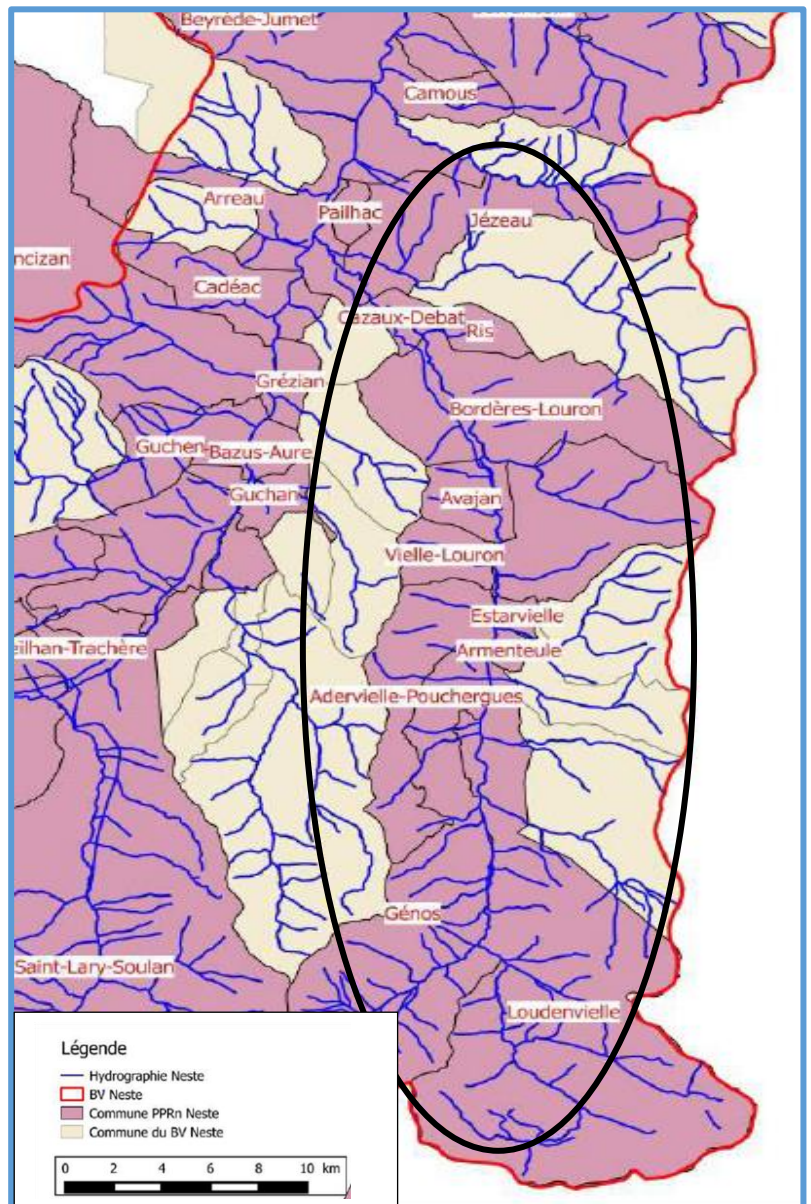 Beyrède-Jumet
Camous
Arreau
Pailhac
Jézeau
ncizan
Cadéac
Cazaux-Debat
Ris
Grézian
Bordères-Louron
Guchen
Bazus-Aure
Guchan
Avajan
Vielle-Louron
Estarvielle
eilhan-Trachère
Armenteule
Adervielle-Pouchergues
Génos
Saint-Lary-Soulan
Loudenvielle
Légende
Hydrographie Neste
BV Neste
Commune PPRn Neste
Commune du BV Neste
0 2 4 6 8 10 km